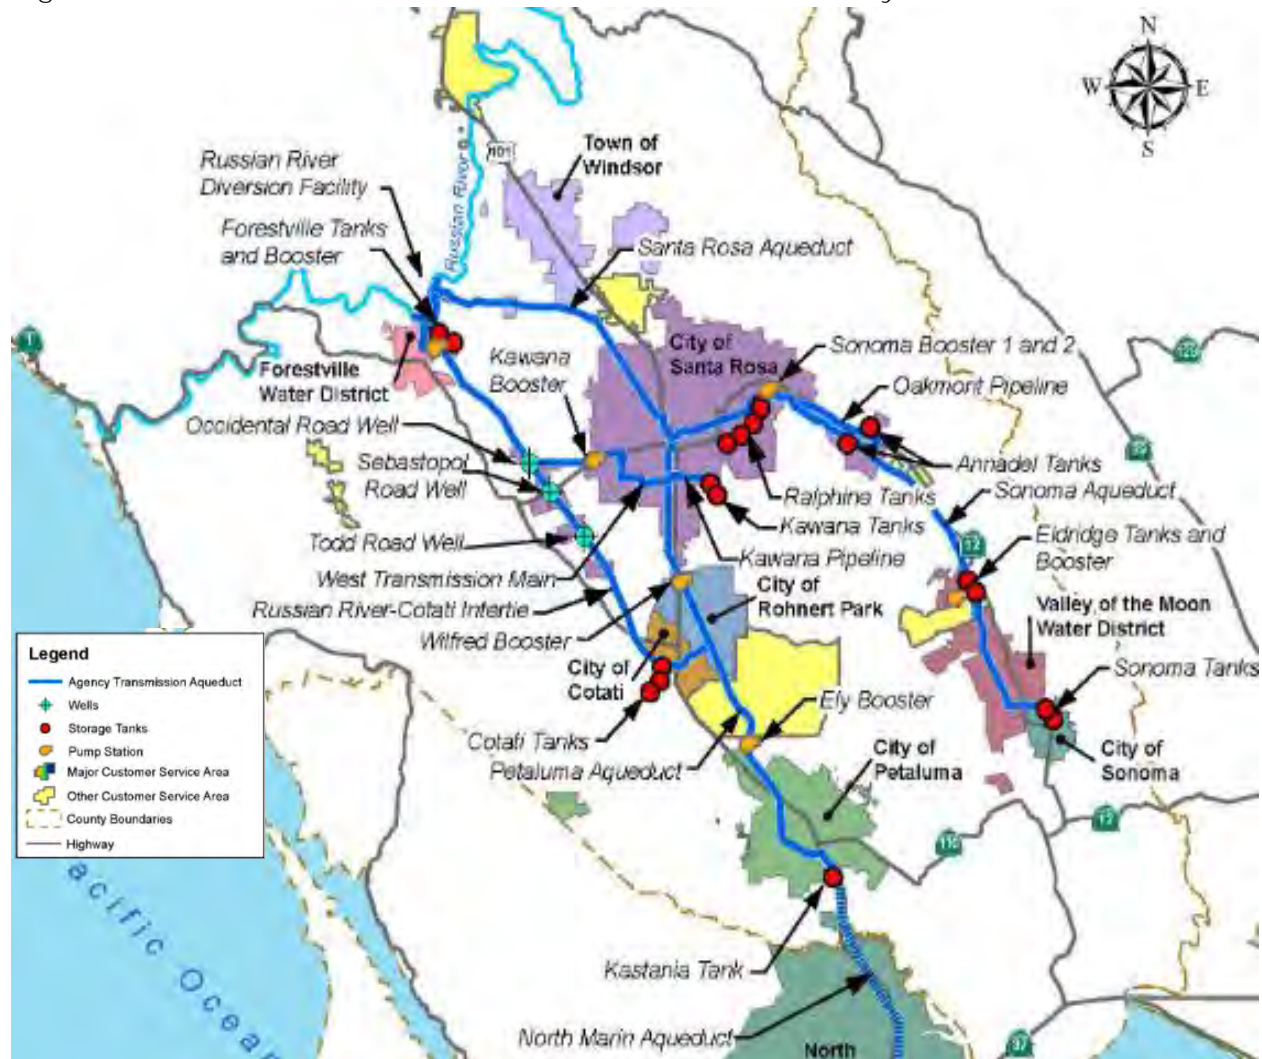 N
W
E
S
101
Town of
Windsor
Russian River
Diversion Facility
Russian River
Forestville Tanks
and Booster
Santa Rosa Aqueduct
1
City of
Santa Rosa
Sonoma Booster 1 and 2
Kawana
Booster
Forestville
Water District
Oakmont Pipeline
Occidental Road Well
Sebastopol
Road Well
Annadel Tanks
Ralphine Tanks
Sonoma Aqueduct
Kawana Tanks
Todd Road Well
Eldridge Tanks and
Booster
12
Kawana Pipeline
West Transmission Main
City of
Rohnert Park
Russian River-Cotati Intertie
Valley of the Moon
Water District
Wilfred Booster
City of
Cotati
Sonoma Tanks
Ely Booster
Cotati Tanks
Petaluma Aqueduct
City of
Petaluma
City of
Sonoma
Legend
Agency Transmission Aqueduct
Wells
Storage Tanks
Pump Station
Major Customer Service Area
Other Customer Service Area
County Boundaries
Highway
12
acific Ocean
Kastania Tank
North Marin Aqueduct
North
37